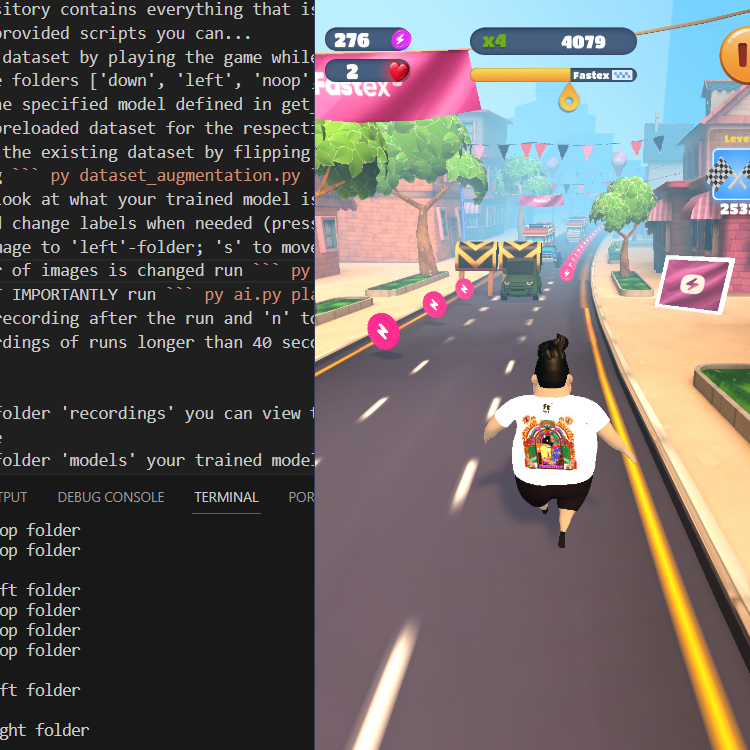 sitory contains everything that is
provided scripts you can...
dataset by playing the game while
e folders ['down', 'left', 'noop'
he specified model defined in get
preloaded dataset for the respecti
the existing dataset by flipping
g ``` py dataset_augmentation.py `
look at what your trained model is
d change labels when needed (press
mage to 'left'-folder; 's' to move
r of images is changed run ``` py
T IMPORTANTLY run ``` py ai.py pla
recording after the run and 'n' to
rdings of runs longer than 40 seco
folder 'recordings' you can view t
e
folder 'models' your trained model
TPUT DEBUG CONSOLE TERMINAL POR
op folder
op folder
ft folder
op folder
op folder
op folder
ft folder
ght folder
276
x4 4079
2
Fastex
Fastex
Leve
253